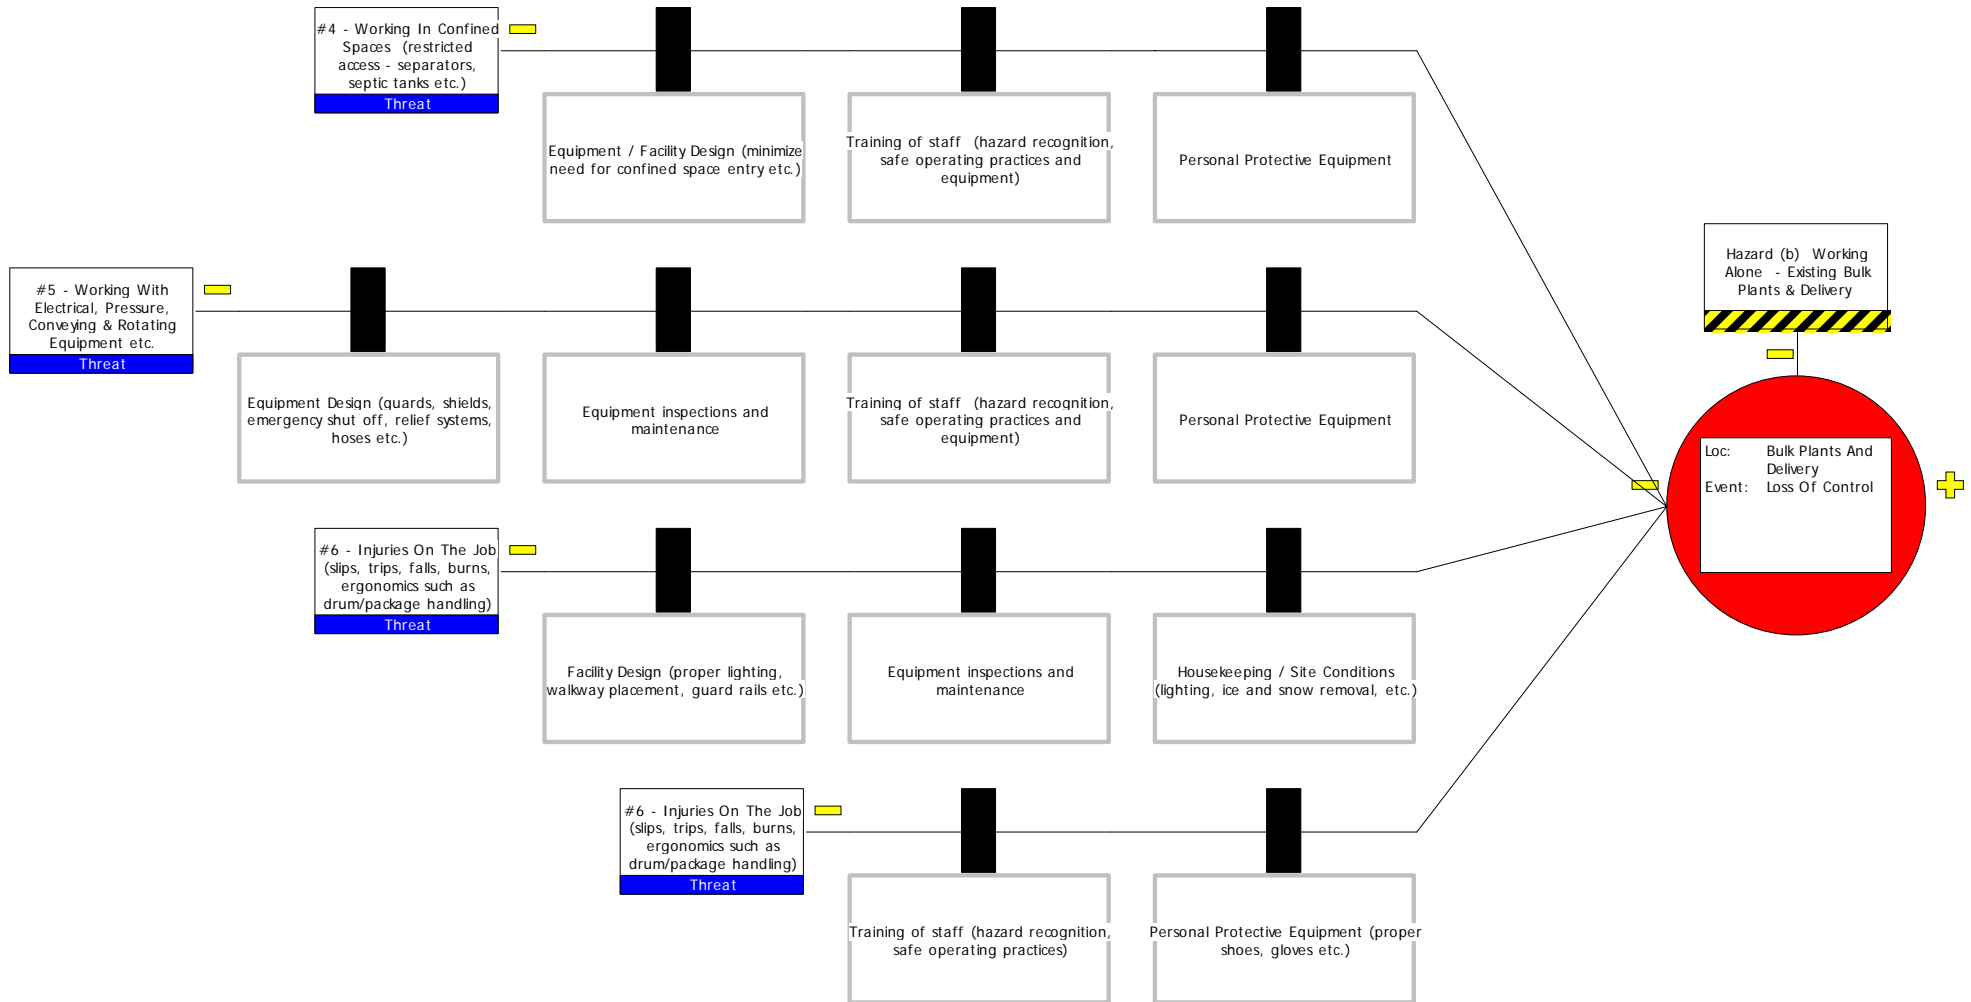 #4 - Working In Confined
Spaces (restricted
access - separators,
septic tanks etc.)
Threat
Equipment / Facility Design (minimize
need for confined space entry etc.)
Training of staff (hazard recognition,
safe operating practices and
equipment)
Personal Protective Equipment
Hazard (b) Working
Alone - Existing Bulk
Plants & Delivery
#5 - Working With
Electrical, Pressure,
Conveying & Rotating
Equipment etc.
Threat
Equipment Design (guards, shields,
emergency shut off, relief systems,
hoses etc.)
Equipment inspections and
maintenance
Training of staff (hazard recognition,
safe operating practices and
equipment)
Personal Protective Equipment
Loc: Bulk Plants And
Delivery
Event: Loss Of Control
#6 - Injuries On The Job
(slips, trips, falls, burns,
ergonomics such as
drum/package handling)
Threat
Facility Design (proper lighting,
walkway placement, guard rails etc.)
Equipment inspections and
maintenance
Housekeeping / Site Conditions
(lighting, ice and snow removal, etc.)
#6 - Injuries On The Job
(slips, trips, falls, burns,
ergonomics such as
drum/package handling)
Threat
Training of staff (hazard recognition,
safe operating practices)
Personal Protective Equipment (proper
shoes, gloves etc.)